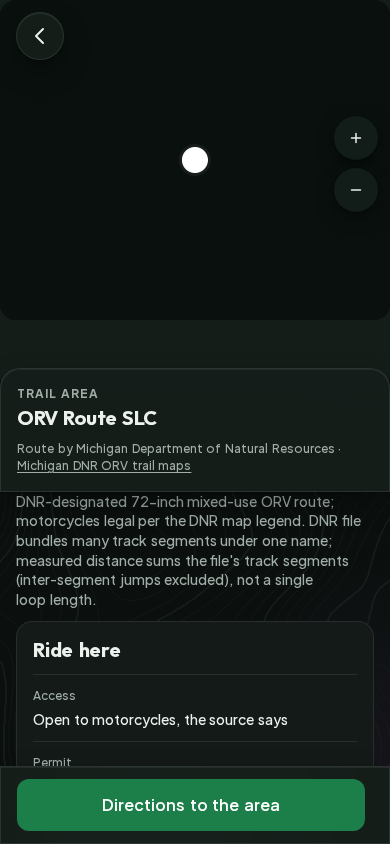 TRAIL AREA
ORV Route SLC
Route by Michigan Department of Natural Resources ·
Michigan DNR ORV trail maps
DNR-designated 72-inch mixed-use ORV route;
motorcycles legal per the DNR map legend. DNR file
bundles many track segments under one name;
measured distance sums the file's track segments
(inter-segment jumps excluded), not a single
loop length.
Ride here
Access
Open to motorcycles, the source says
Permit
Directions to the area